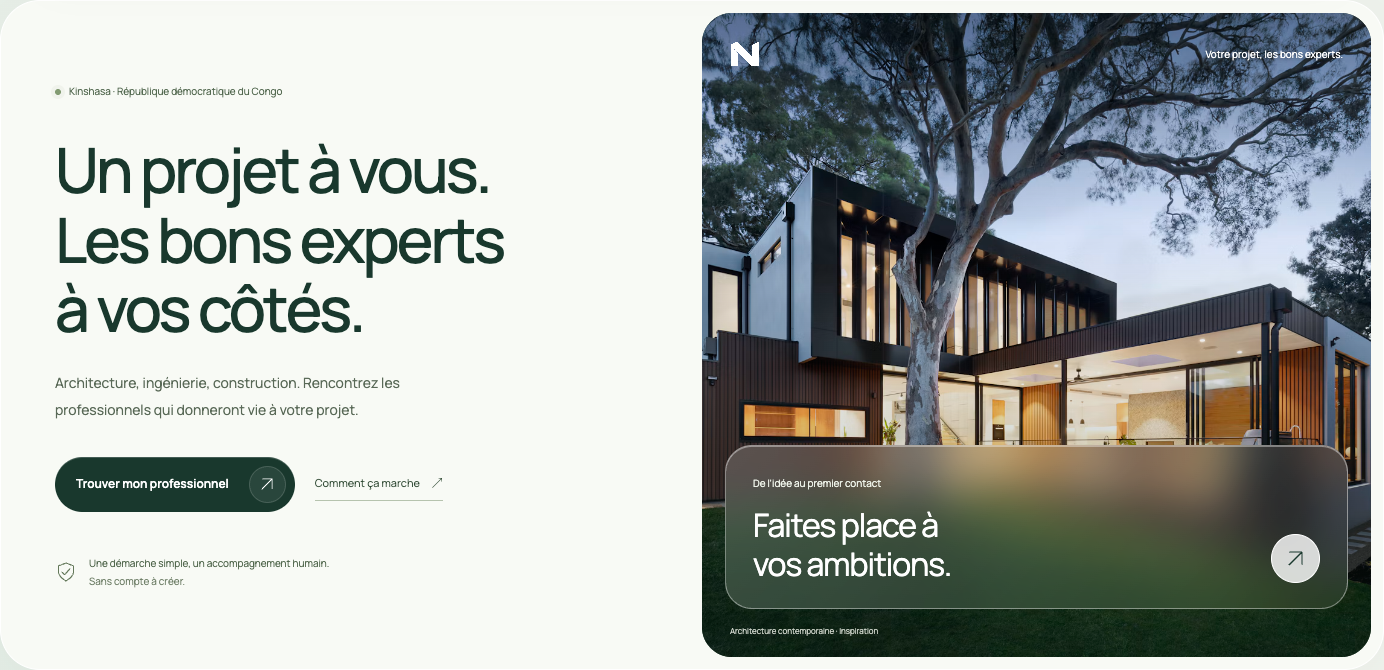 Kinshasa · République démocratique du Congo
Un projet à vous.
Les bons experts
à vos côtés.
Architecture, ingénierie, construction. Rencontrez les
professionnels qui donneront vie à votre projet.
Trouver mon professionnel
Comment ça marche
Une démarche simple, un accompagnement humain.
Sans compte à créer.
N
Votre projet, les bons experts.
De l'idée au premier contact
Faites place à
vos ambitions.
Architecture contemporaine · Inspiration